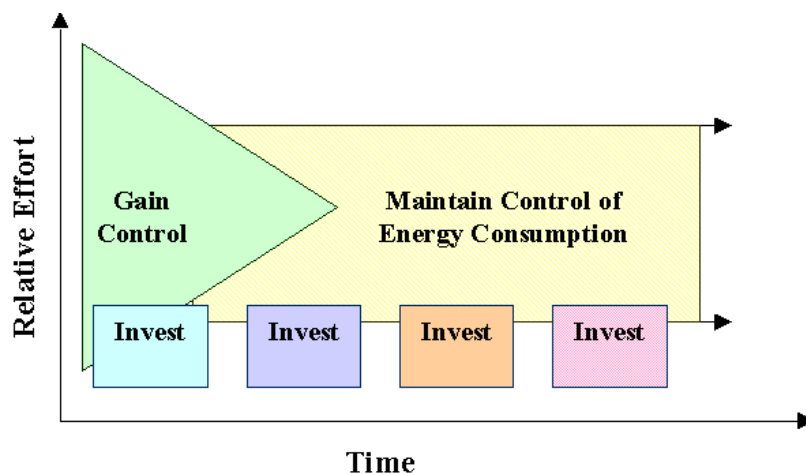 Relative Effort
Gain
Control
Maintain Control of
Energy Consumption
Invest
Invest
Invest
Invest
Time